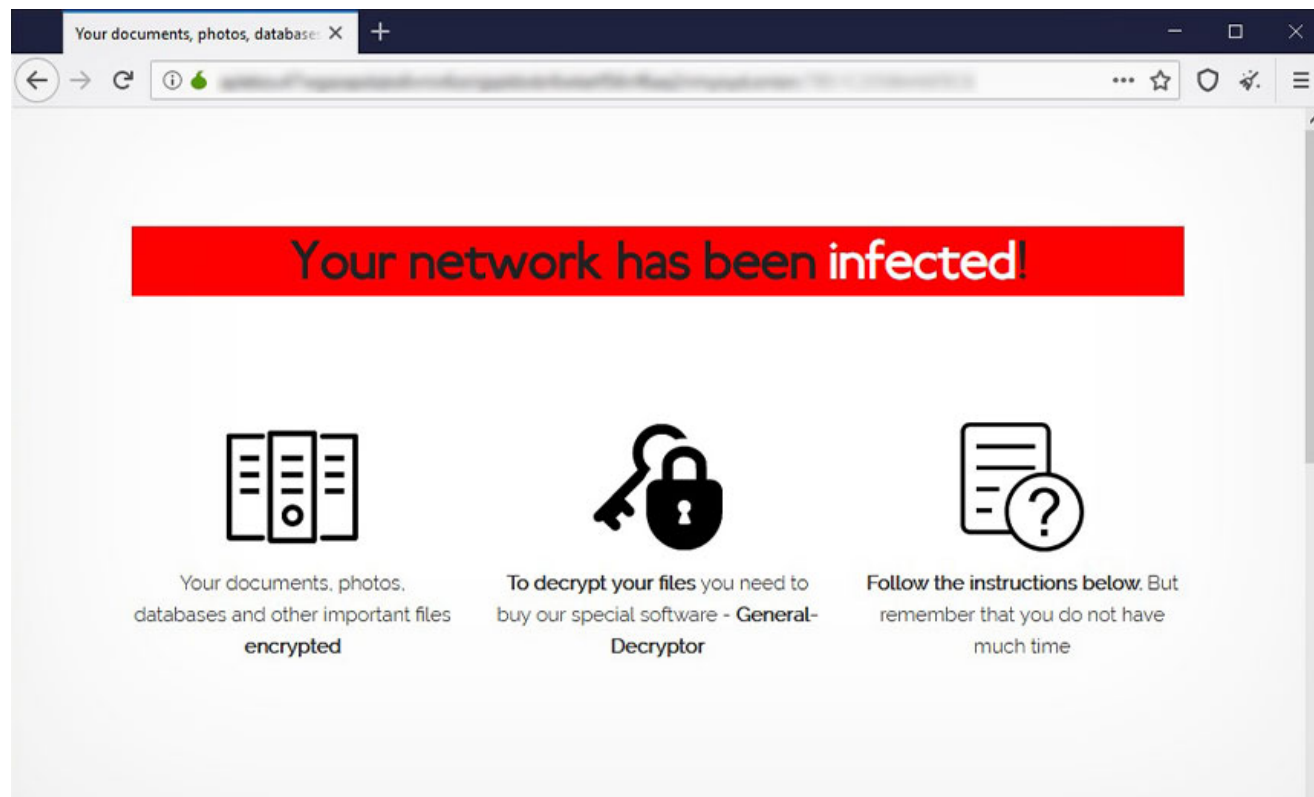 Your documents, photos, database
Your network has been infected!
Your documents, photos,
databases and other important files
encrypted
To decrypt your files you need to
buy our special software - General-
Decryptor
Follow the instructions below. But
remember that you do not have
much time